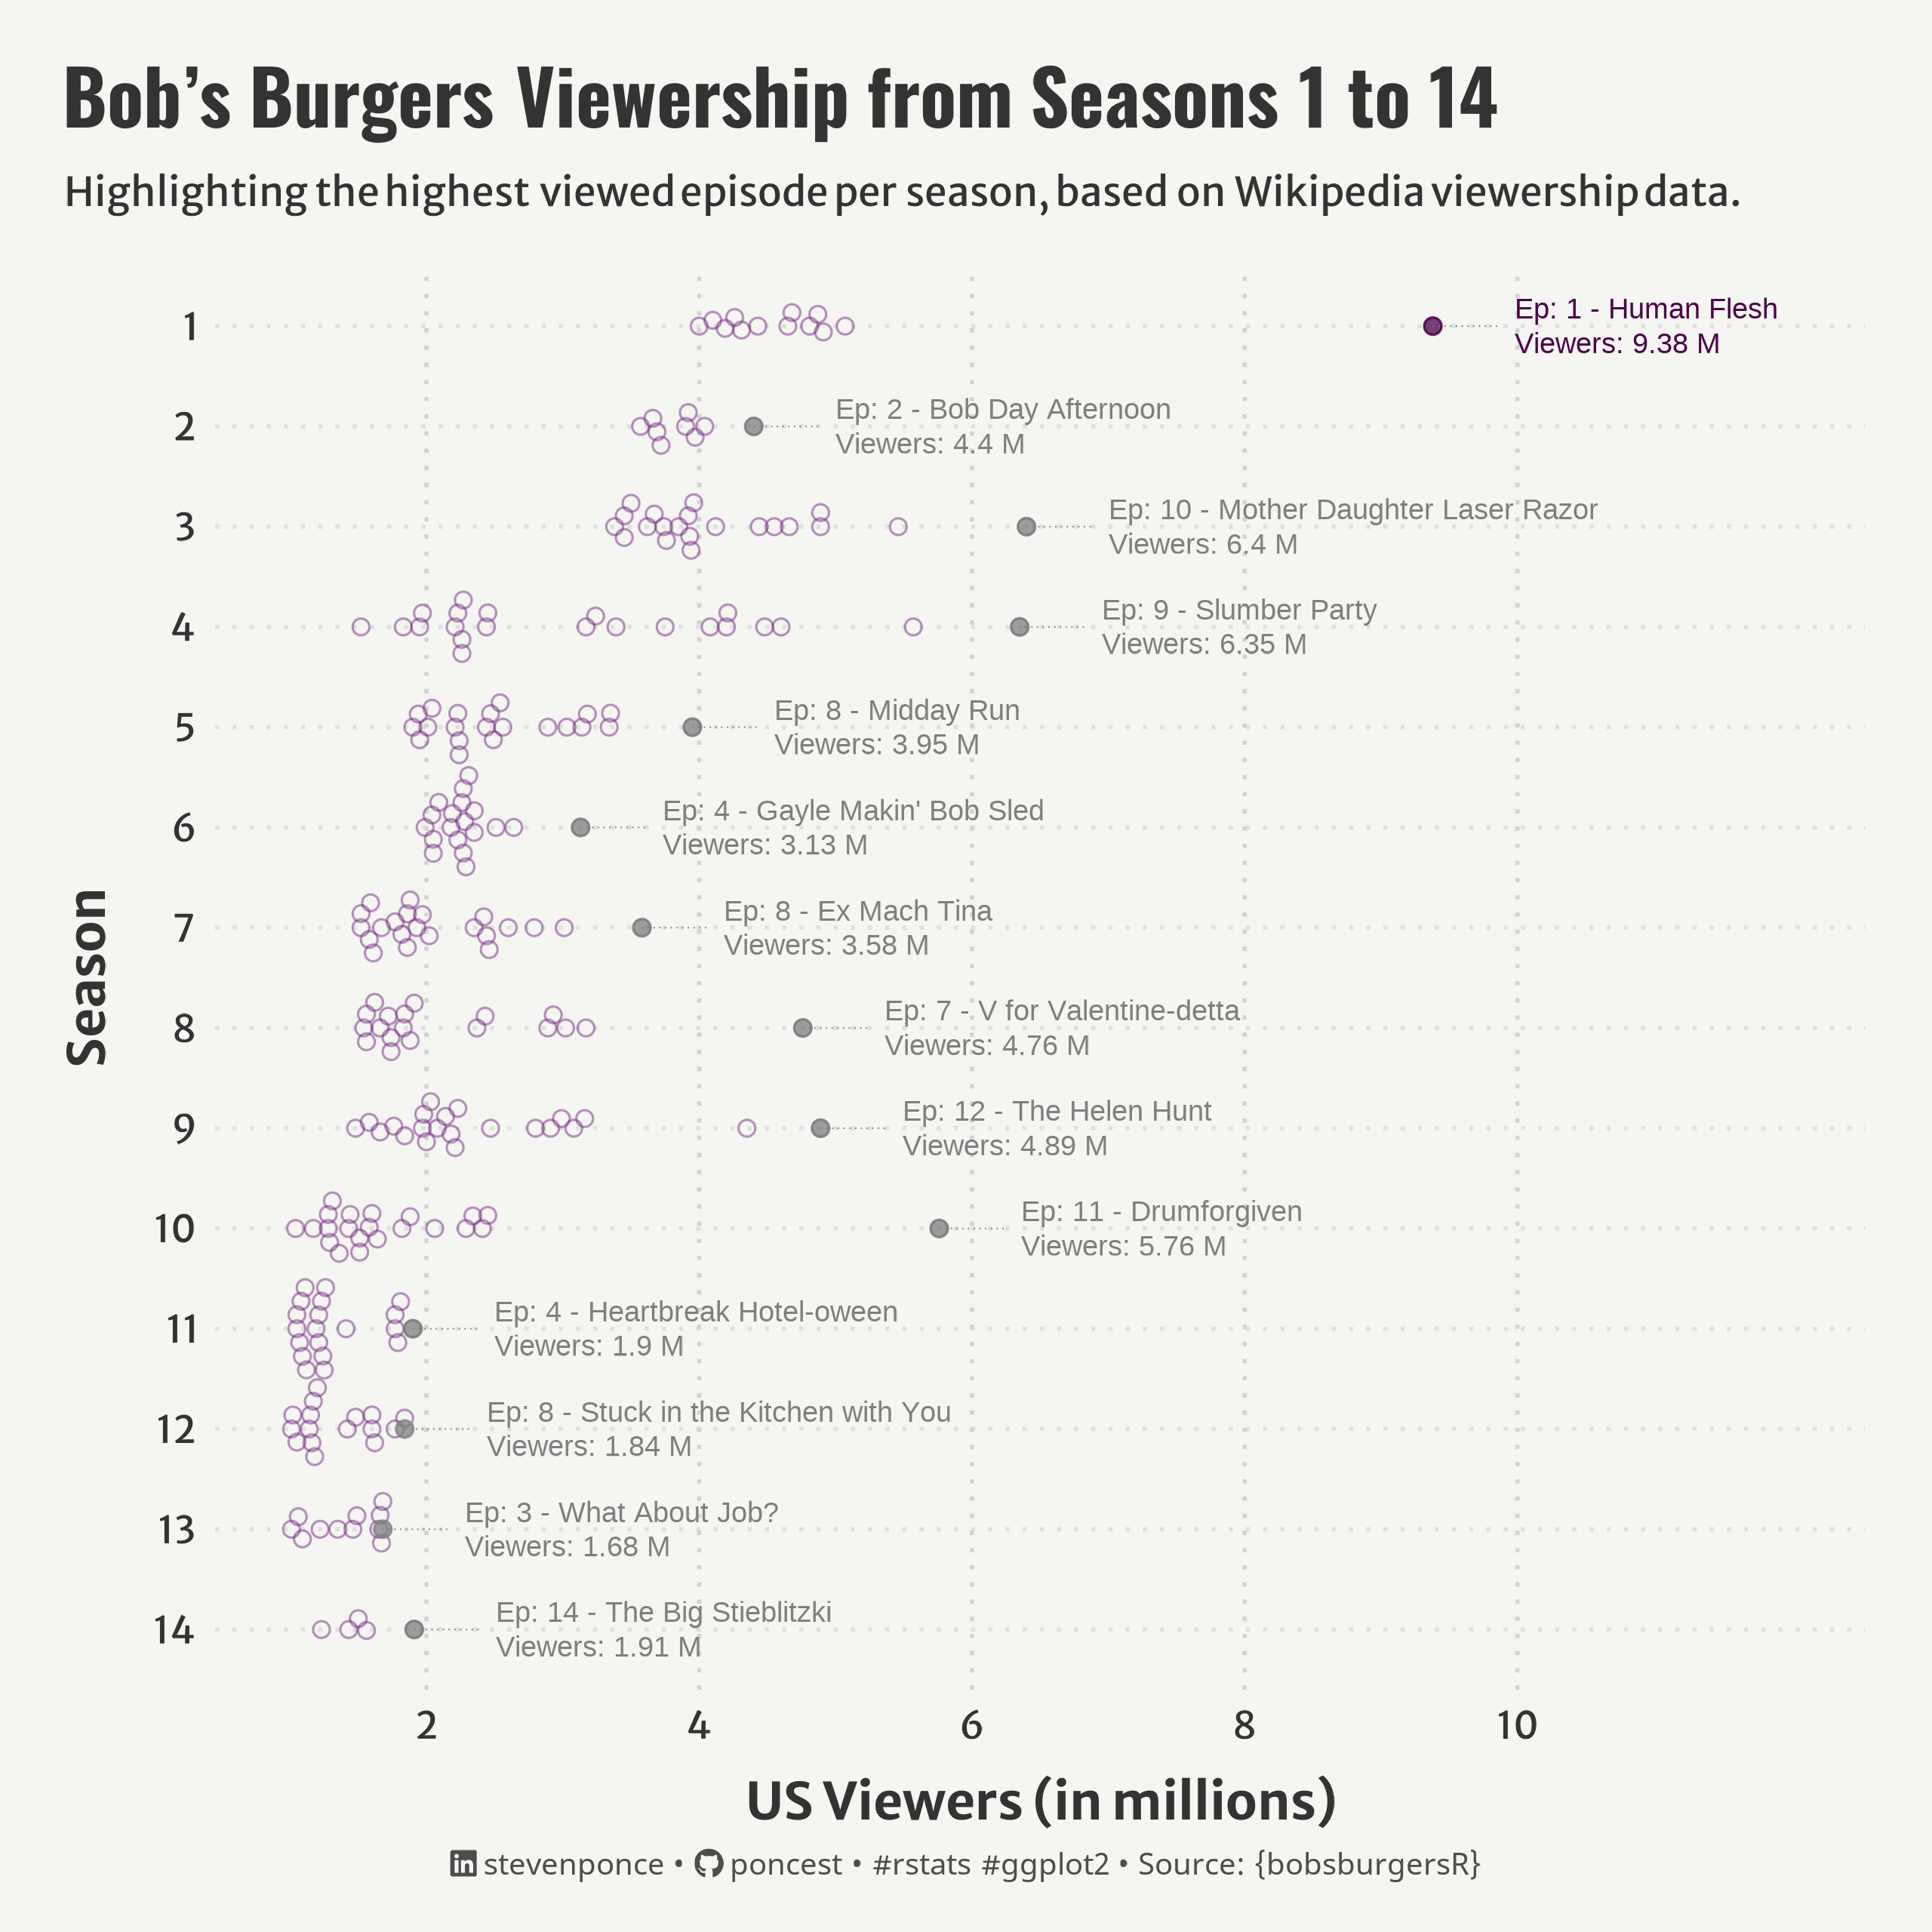 Bob’s Burgers Viewership from Seasons 1 to 14
Highlighting the highest viewed episode per season, based on Wikipedia viewership data.
Season
1
Ep: 1 - Human Flesh
Viewers: 9.38 M
2
Ep: 2 - Bob Day Afternoon
Viewers: 4.4 M
3
Ep: 10 - Mother Daughter Laser Razor
Viewers: 6.4 M
4
Ep: 9 - Slumber Party
Viewers: 6.35 M
5
Ep: 8 - Midday Run
Viewers: 3.95 M
6
Ep: 4 - Gayle Makin' Bob Sled
Viewers: 3.13 M
7
Ep: 8 - Ex Mach Tina
Viewers: 3.58 M
8
Ep: 7 - V for Valentine-detta
Viewers: 4.76 M
9
Ep: 12 - The Helen Hunt
Viewers: 4.89 M
10
Ep: 11 - Drumforgiven
Viewers: 5.76 M
11
Ep: 4 - Heartbreak Hotel-oween
Viewers: 1.9 M
12
Ep: 8 - Stuck in the Kitchen with You
Viewers: 1.84 M
13
Ep: 3 - What About Job?
Viewers: 1.68 M
14
Ep: 14 - The Big Stieblitzki
Viewers: 1.91 M
2 4 6 8 10
US Viewers (in millions)
in stevenponce • poncest • #rstats #ggplot2 • Source: {bobsburgersR}